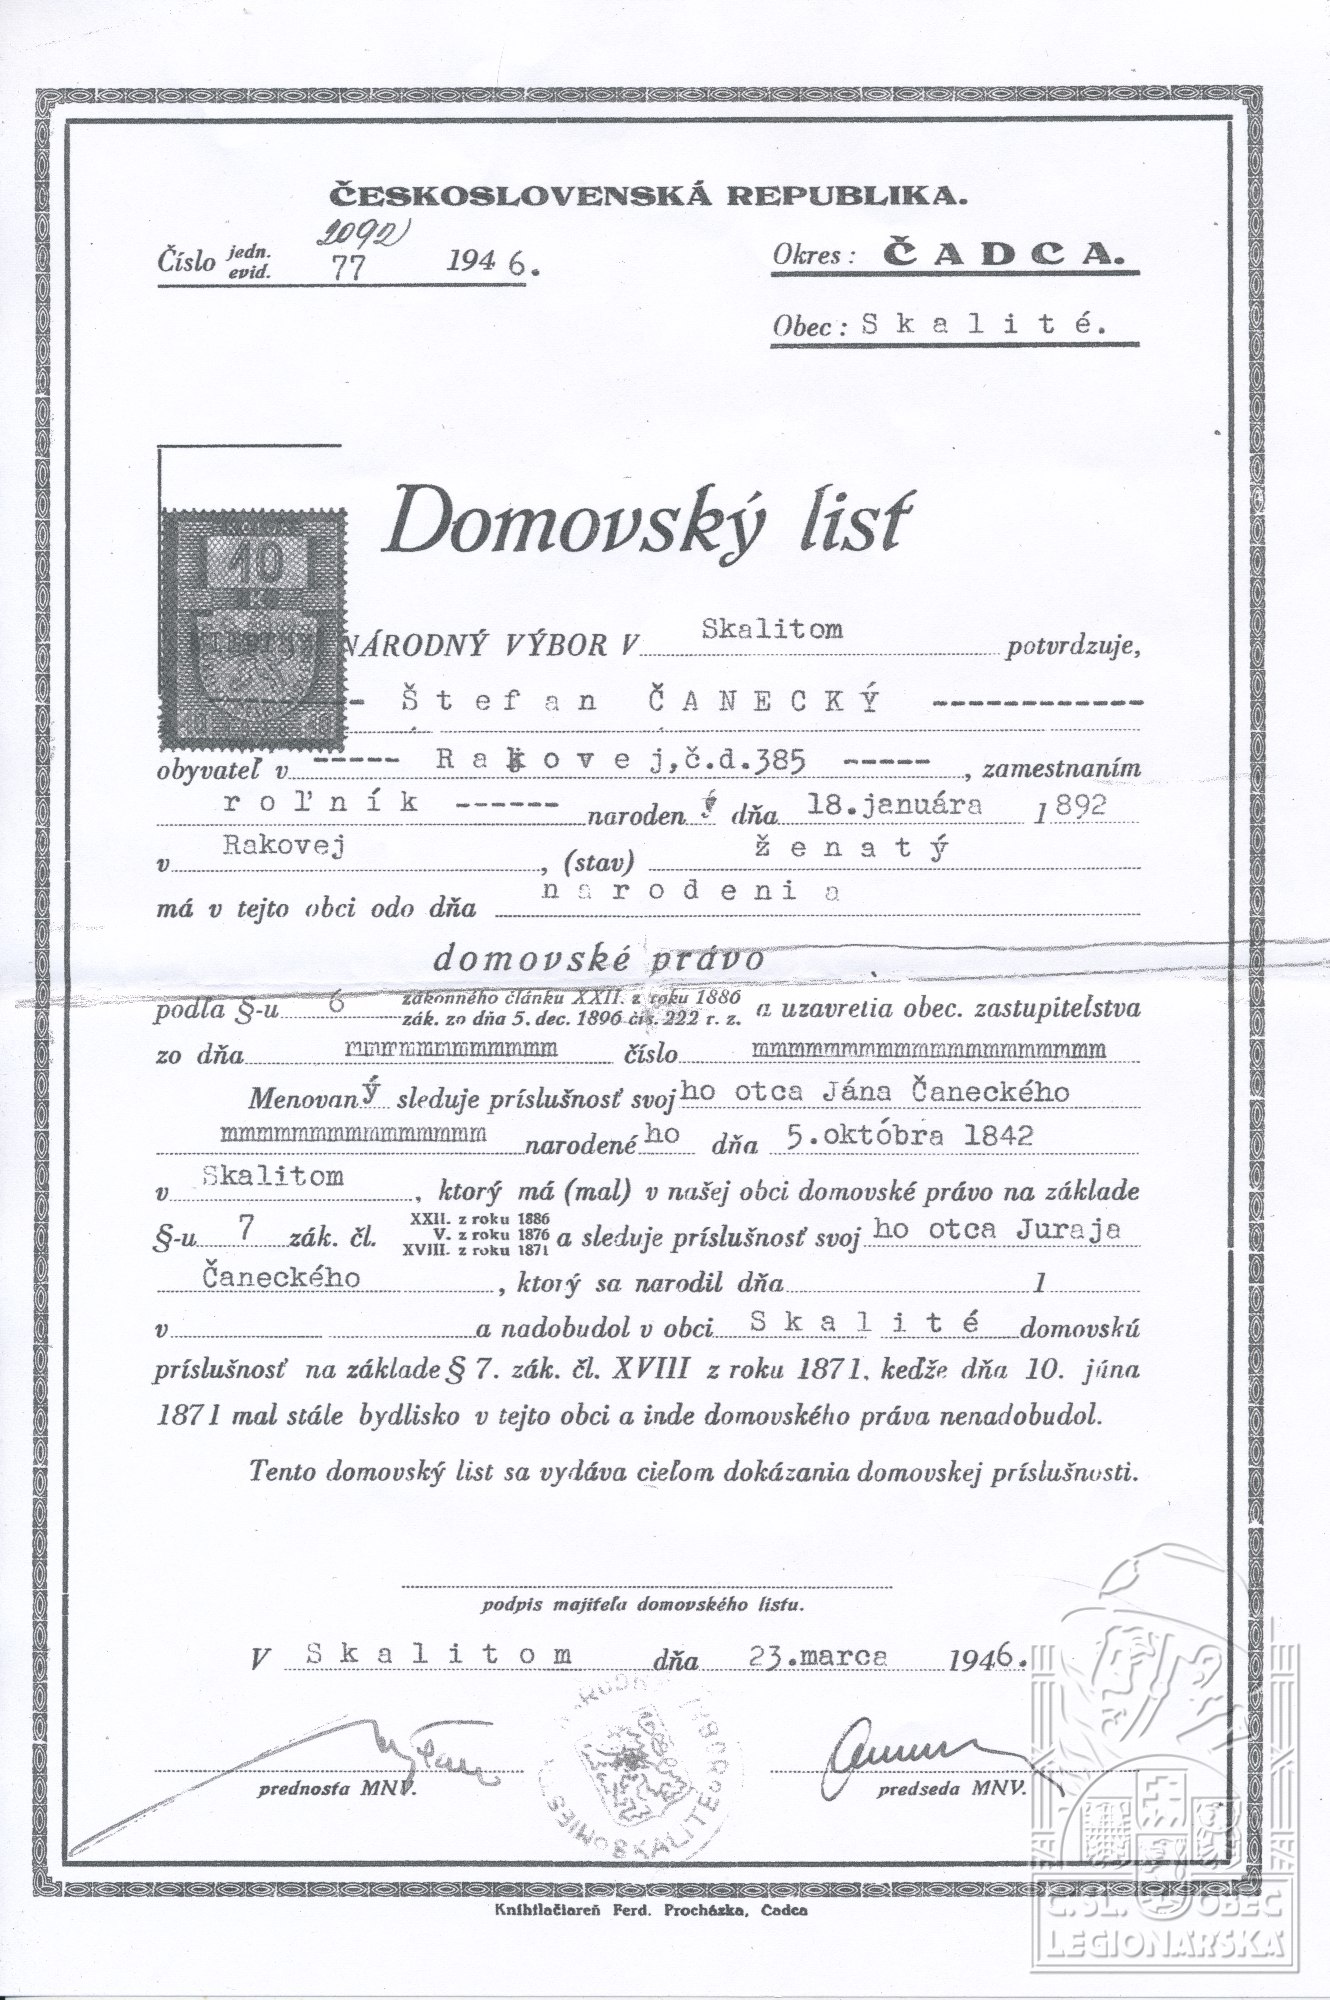 ČESKOSLOVENSKÁ REPUBLIKA.
Číslo jedn. evid. 2092 77 1946.
Okres: ČADCA.
Obec: Skalité.
10
K
Domovský list
MIESTNY NÁRODNÝ VÝBOR V Skalitom potvrdzuje,
Štefan ČANECKÝ
obyvateľ v Rakovej,č.d.385, zamestnaním
roľník narodený dňa 18.januára 1892
v Rakovej, (stav) ženatý
má v tejto obci odo dňa narodenia
domovské právo
podľa §-u 6 zákonného článku XXII. z roku 1886 zák. zo dňa 5. dec. 1896 čís. 222 r. z. a uzavretia obec. zastupiteľstva
zo dňa mmrmmmmmmmmm číslo mmmmmmmmmmmmmmmmmmmm
Menovaný sleduje príslušnosť svojho otca Jána Čaneckého
mmmmmmmmmmmmmmm narodeného dňa 5.októbra 1842
v Skalitom, ktorý má (mal) v našej obci domovské právo na základe
§-u 7 zák. čl. XXII. z roku 1886 V. z roku 1876 XVIII. z roku 1871 a sleduje príslušnosť svojho otca Juraja
Čaneckého, ktorý sa narodil dňa 1
v a nadobudol v obci Skalité domovskú
príslušnosť na základe § 7. zák. čl. XVIII z roku 1871, kedže dňa 10. júna
1871 mal stále bydlisko v tejto obci a inde domovského práva nenadobudol.
Tento domovský list sa vydáva cieľom dokázania domovskej príslušnosti.
podpis majiteľa domovského listu.
V Skalitom dňa 23.marca 1946.
prednosta MNV.
predseda MNV.
SKALITÉ
Kníhtlačiareň Ferd. Procházka, Čadca
Č. SL. OBEC
LEGIONÁŘSKÁ